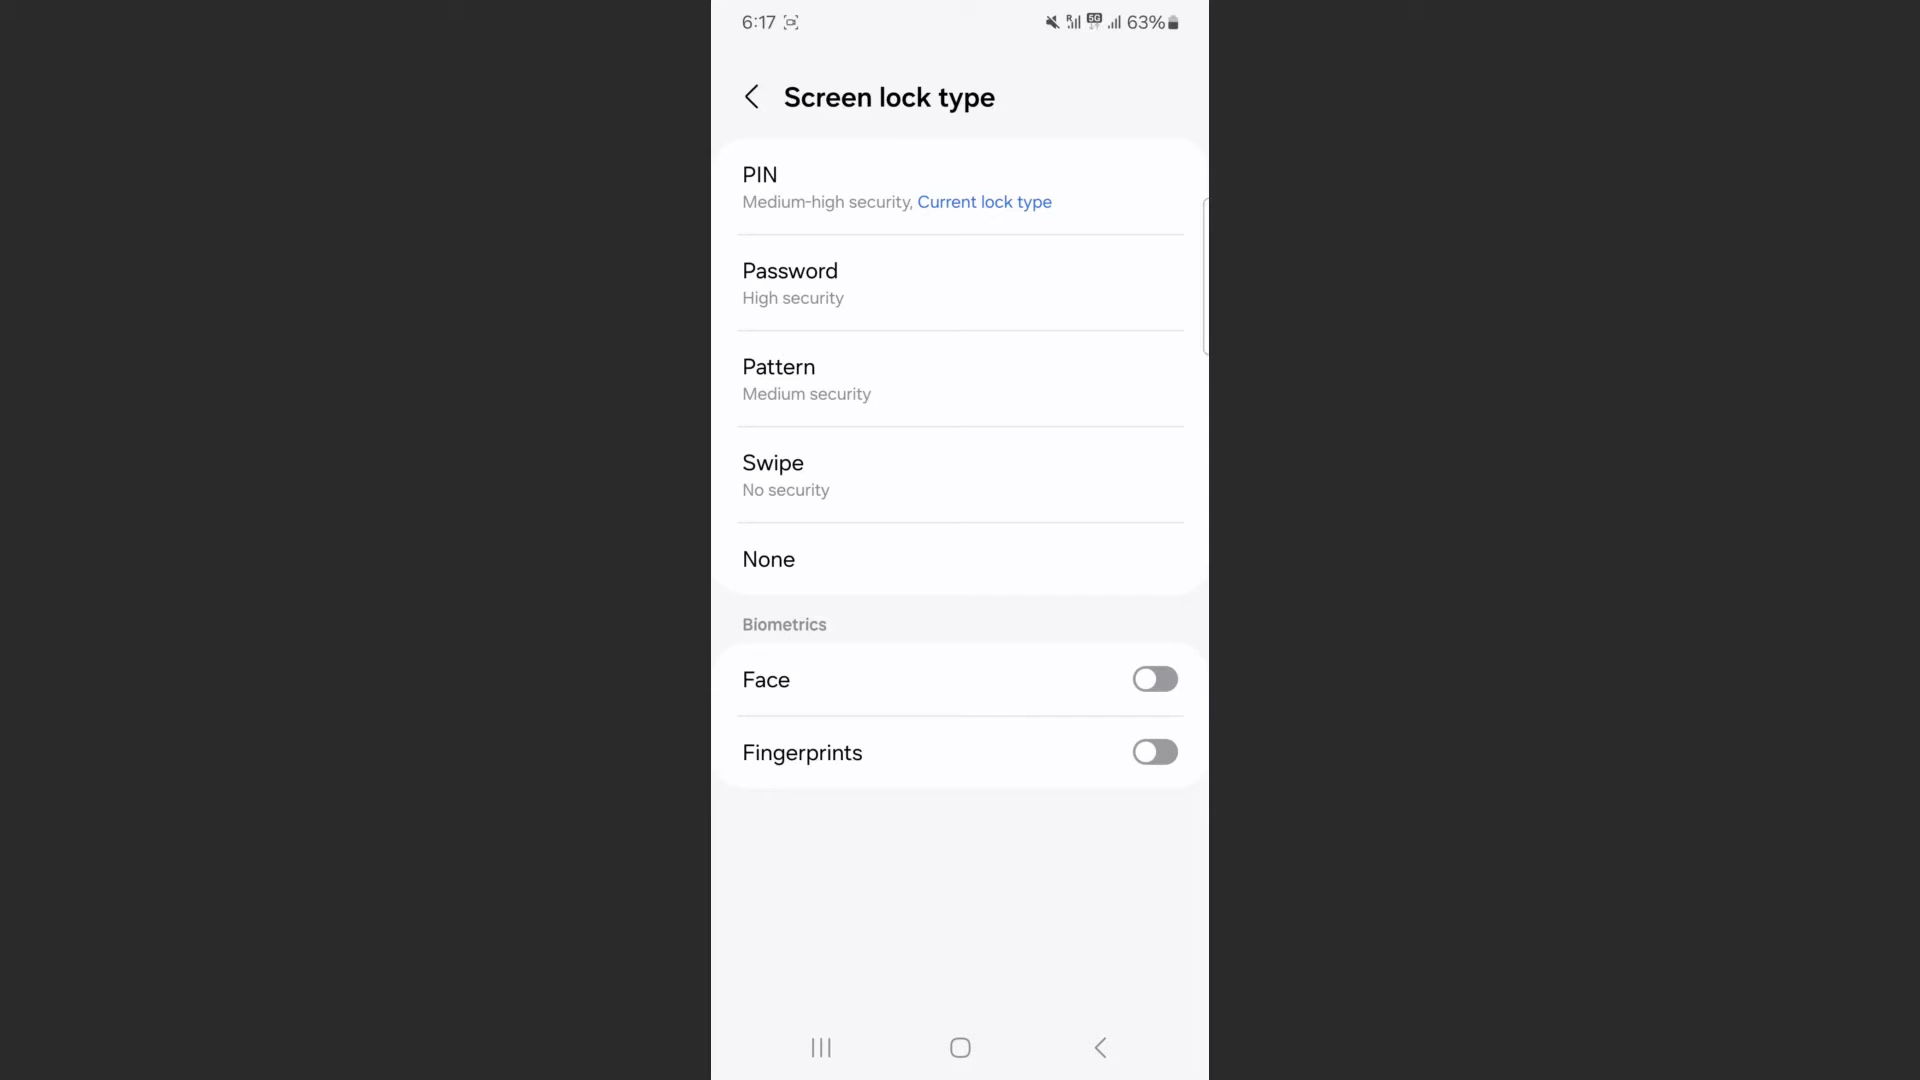 6:17
5G
63%
Screen lock type
PIN
Medium-high security, Current lock type
Password
High security
Pattern
Medium security
Swipe
No security
None
Biometrics
Face
Fingerprints